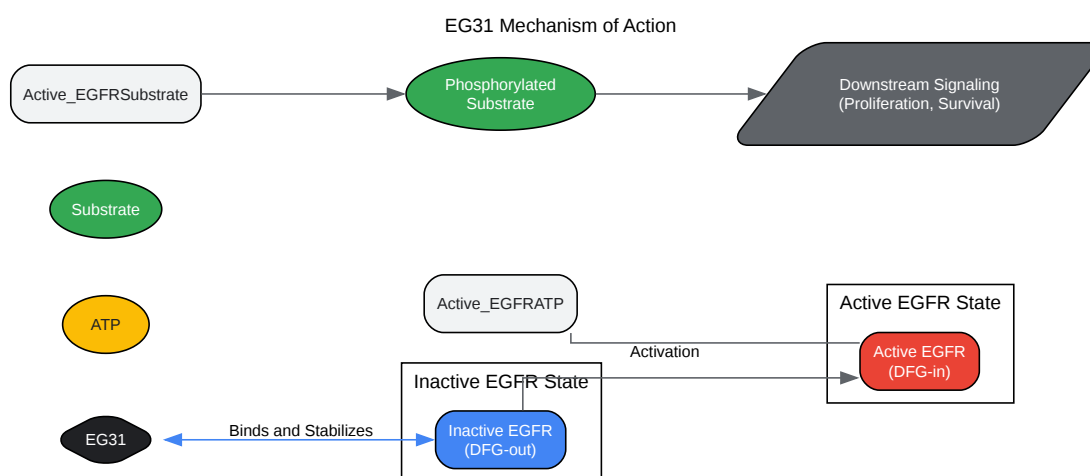 EG31 Mechanism of Action
Active_EGFRSubstrate
Phosphorylated
Substrate
Downstream Signaling
(Proliferation, Survival)
Substrate
Active_EGFRATP
ATP
Active EGFR State
Activation
Active EGFR
(DFG-in)
Inactive EGFR State
EG31
Binds and Stabilizes
Inactive EGFR
(DFG-out)